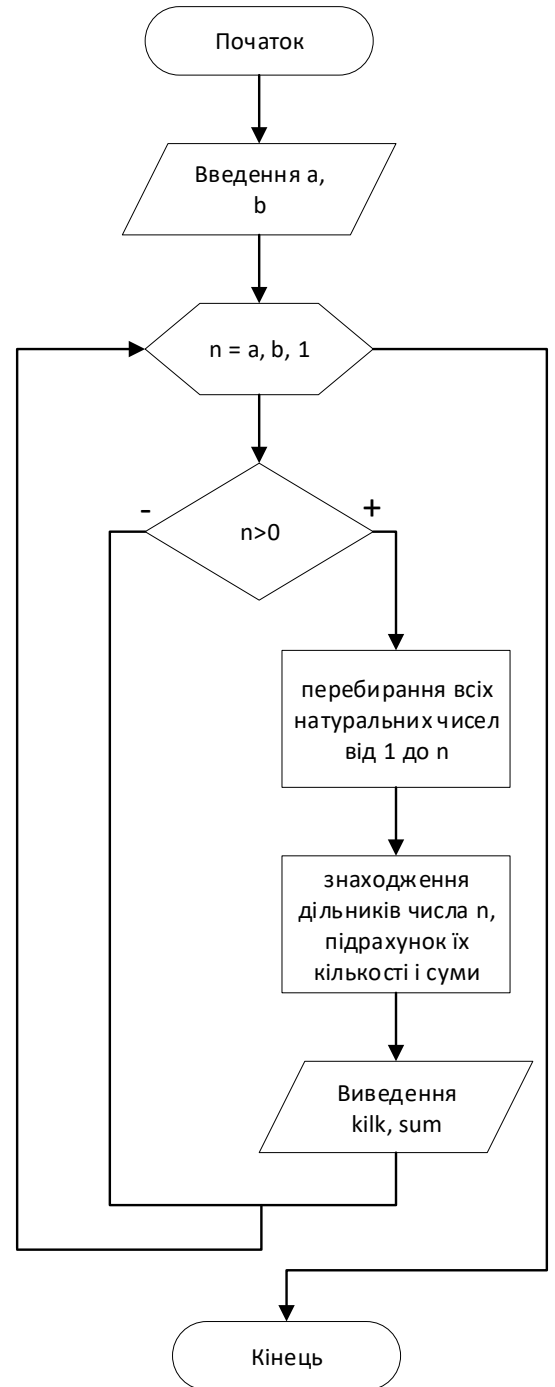 Початок
Введення a,
b
n = a, b, 1
-
+
n>0
перебирання всіх
натуральних чисел
від 1 до n
знаходження
дільників числа n,
підрахунок їх
кількості і суми
Виведення
kilk, sum
Кінець